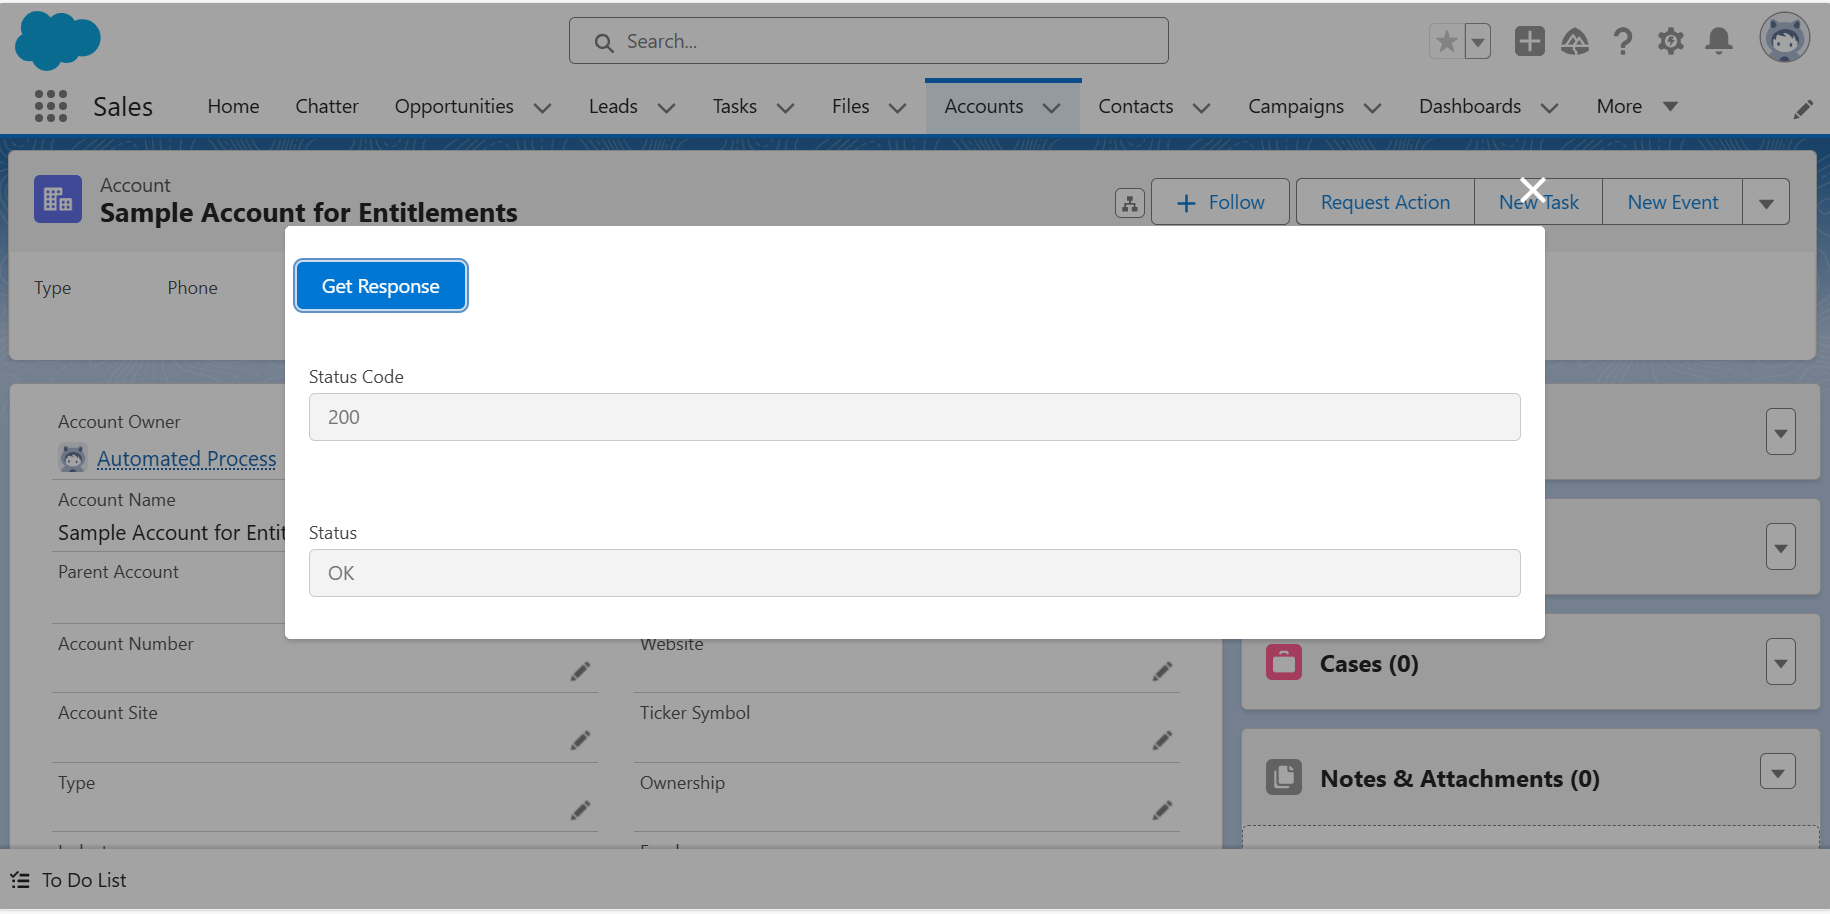 Search...
Sales
Home
Chatter
Opportunities
Leads
Tasks
Files
Accounts
Contacts
Campaigns
Dashboards
More
Account
Sample Account for Entitlements
Follow
Request Action
New Task
New Event
Type
Phone
Get Response
Status Code
200
Status
OK
Account Owner
Automated Process
Account Name
Sample Account for Entit
Parent Account
Account Number
Website
Account Site
Ticker Symbol
Type
Ownership
Cases (0)
Notes & Attachments (0)
To Do List